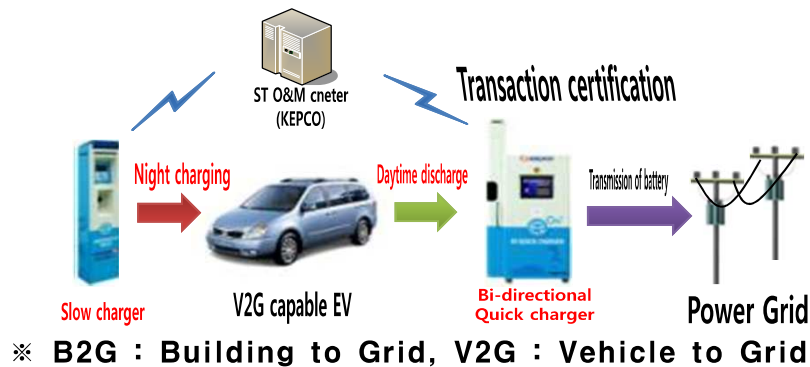 ST O&M cneter
(KEPCO)
Transaction certification
Night charging
Daytime discharge
Transmission of battery
Slow charger
V2G capable EV
Bi-directional
Quick charger
Power Grid
※ B2G : Building to Grid, V2G : Vehicle to Grid